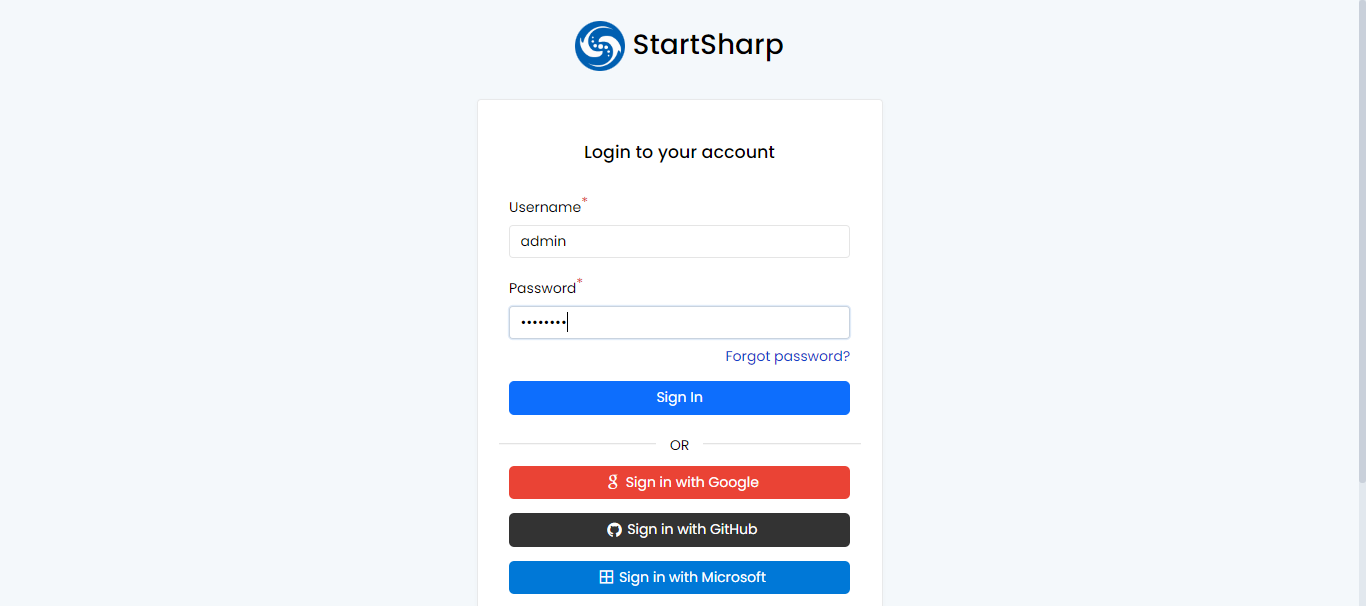 StartSharp
Login to your account
Username*
admin
Password*
••••••••
Forgot password?
Sign In
OR
Sign in with Google
Sign in with GitHub
Sign in with Microsoft